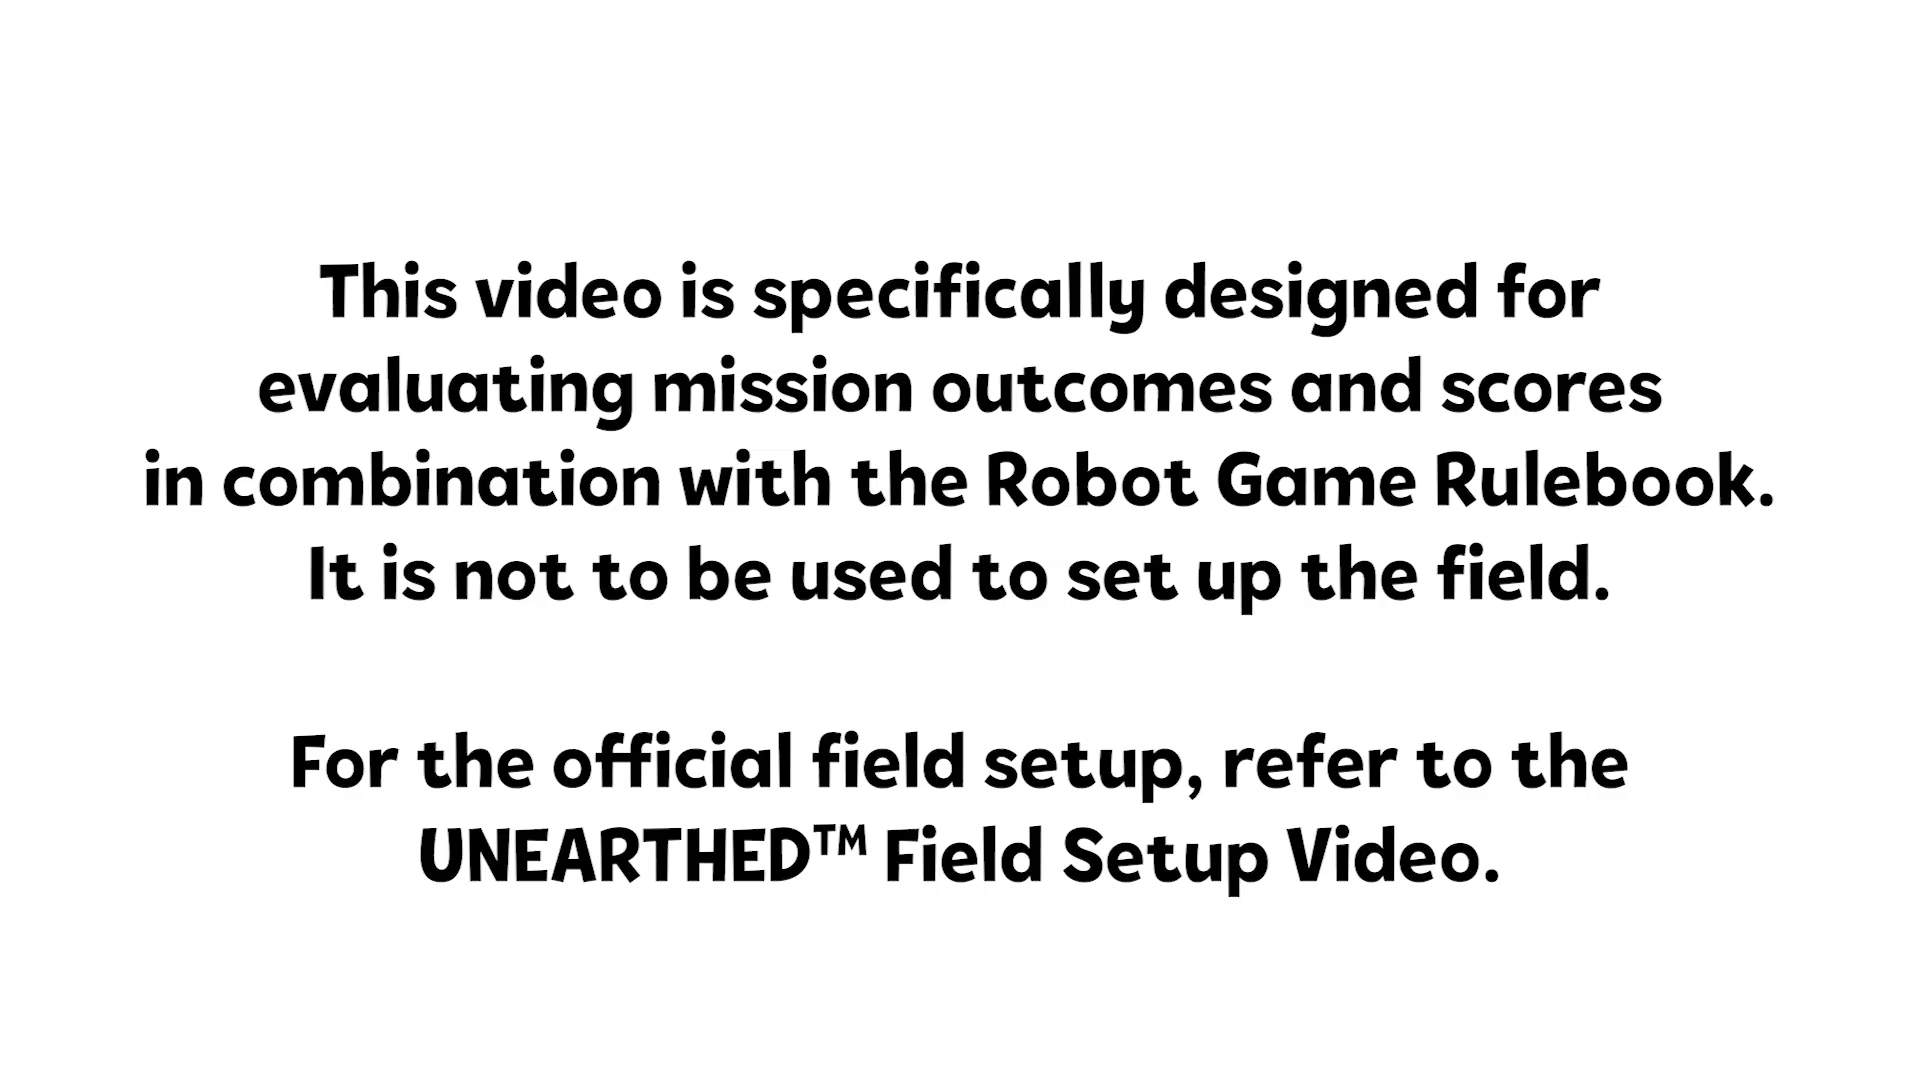 This video is specifically designed for
evaluating mission outcomes and scores
in combination with the Robot Game Rulebook.
It is not to be used to set up the field.
For the official field setup, refer to the
UNEARTHED™ Field Setup Video.